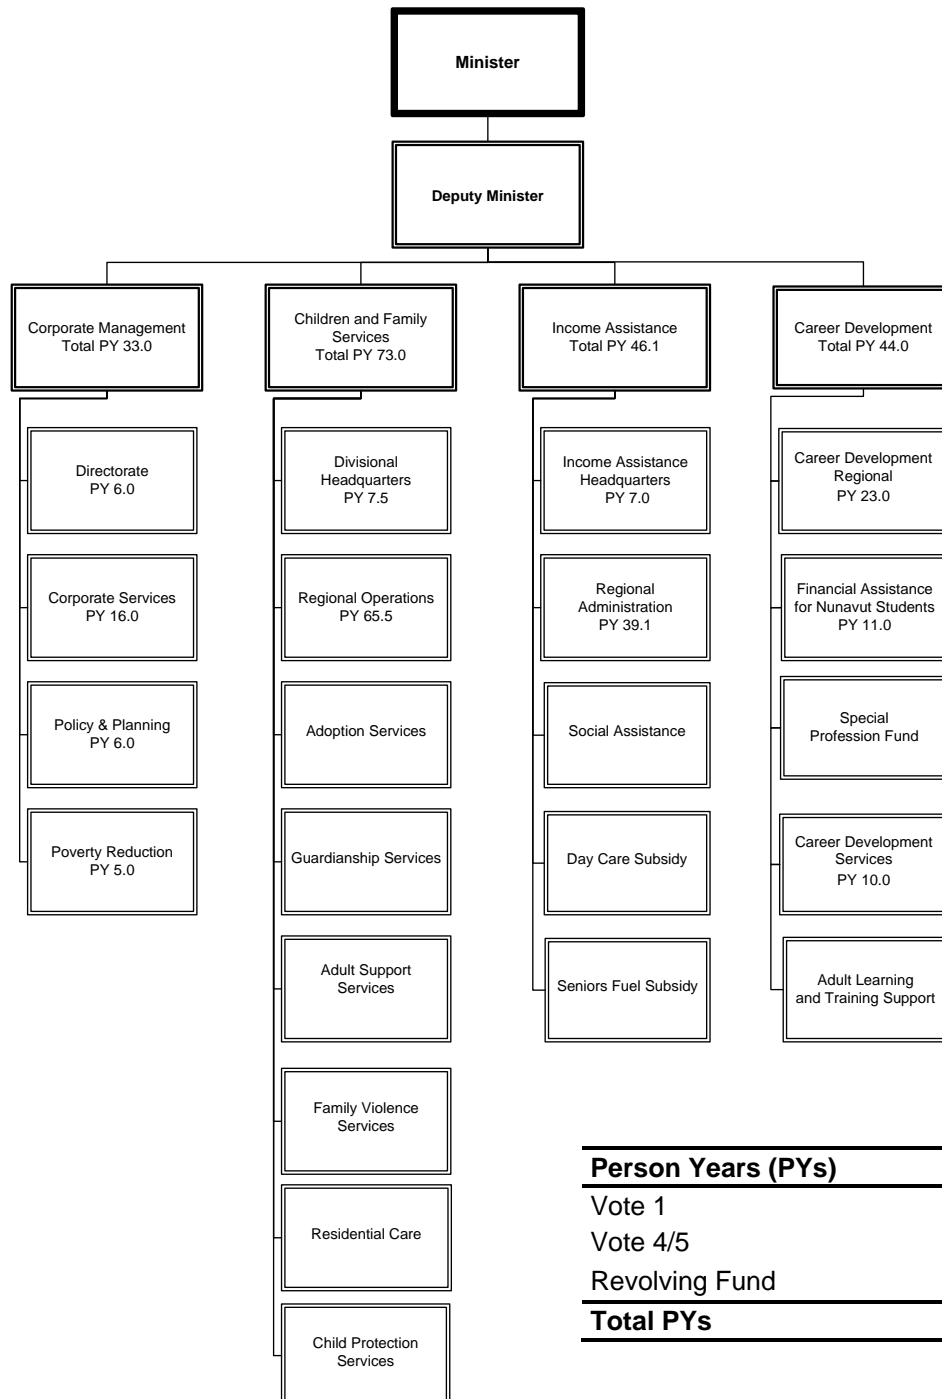 Minister
Deputy Minister
Corporate Management
Total PY 33.0
Children and Family
Services
Total PY 73.0
Income Assistance
Total PY 46.1
Career Development
Total PY 44.0
Directorate
PY 6.0
Corporate Services
PY 16.0
Policy & Planning
PY 6.0
Poverty Reduction
PY 5.0
Divisional
Headquarters
PY 7.5
Regional Operations
PY 65.5
Adoption Services
Guardianship Services
Adult Support
Services
Family Violence
Services
Residential Care
Child Protection
Services
Income Assistance
Headquarters
PY 7.0
Regional
Administration
PY 39.1
Social Assistance
Day Care Subsidy
Seniors Fuel Subsidy
Career Development
Regional
PY 23.0
Financial Assistance
for Nunavut Students
PY 11.0
Special
Profession Fund
Career Development
Services
PY 10.0
Adult Learning
and Training Support
Person Years (PYs)
Vote 1
Vote 4/5
Revolving Fund
Total PYs